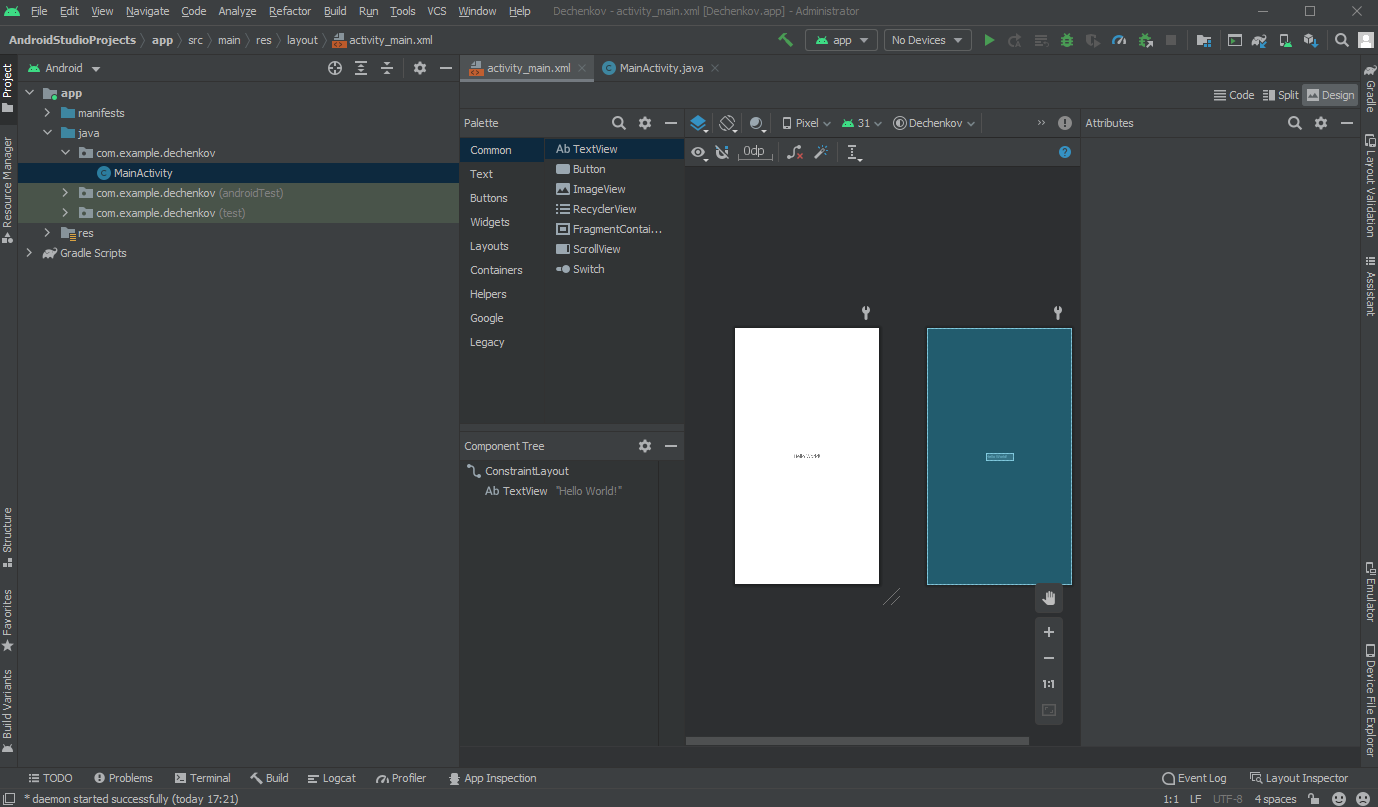 File Edit View Navigate Code Analyze Refactor Build Run Tools VCS Window Help Dechenkov - activity_main.xml [Dechenkov.app] - Administrator
AndroidStudioProjects app src main res layout activity_main.xml app No Devices
Project
Resource Manager
Structure
Favorites
Build Variants
Android
app
manifests
java
com.example.dechenkov
MainActivity
com.example.dechenkov (androidTest)
com.example.dechenkov (test)
res
Gradle Scripts
activity_main.xml MainActivity.java
Code Split Design
Palette
Common
Text
Buttons
Widgets
Layouts
Containers
Helpers
Google
Legacy
Ab TextView
Button
ImageView
RecyclerView
FragmentContai...
ScrollView
Switch
Component Tree
ConstraintLayout
Ab TextView "Hello World!"
Pixel 31 Dechenkov
0dp
Hello World!
1:1
Attributes
Gradle
Layout Validation
Assistant
Emulator
Device File Explorer
TODO Problems Terminal Build Logcat Profiler App Inspection Event Log Layout Inspector
* daemon started successfully (today 17:21) 1:1 LF UTF-8 4 spaces